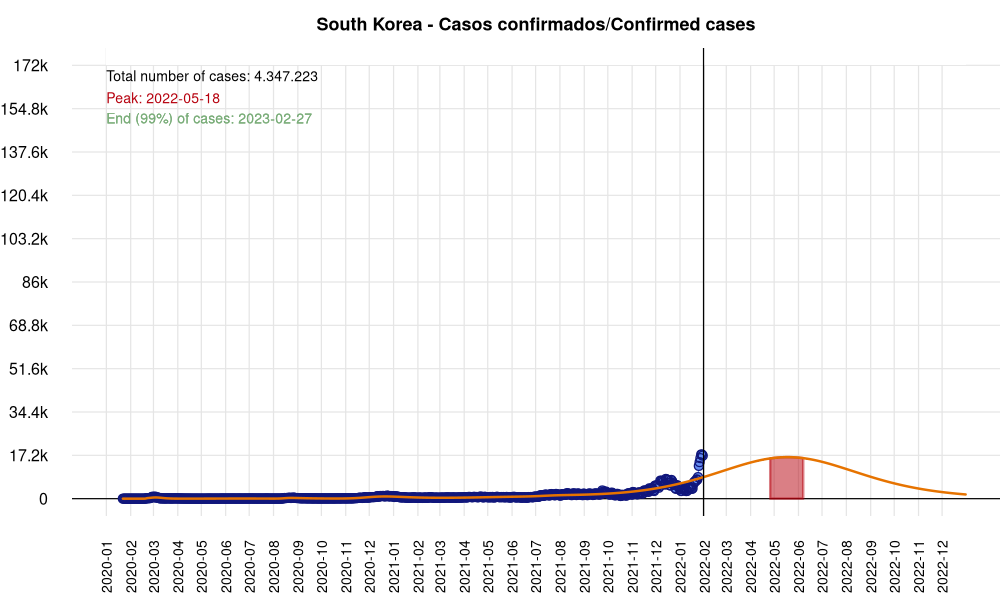 South Korea - Casos confirmados/Confirmed cases
172k
Total number of cases: 4.347.223
Peak: 2022-05-18
154.8k
End (99%) of cases: 2023-02-27
137.6k
120.4k
103.2k
86k
68.8k
51.6k
34.4k
17.2k
0
2020-01
2020-02
2020-03
2020-04
2020-05
2020-06
2020-07
2020-08
2020-09
2020-10
2020-11
2020-12
2021-01
2021-02
2021-03
2021-04
2021-05
2021-06
2021-07
2021-08
2021-09
2021-10
2021-11
2021-12
2022-01
2022-02
2022-03
2022-04
2022-05
2022-06
2022-07
2022-08
2022-09
2022-10
2022-11
2022-12